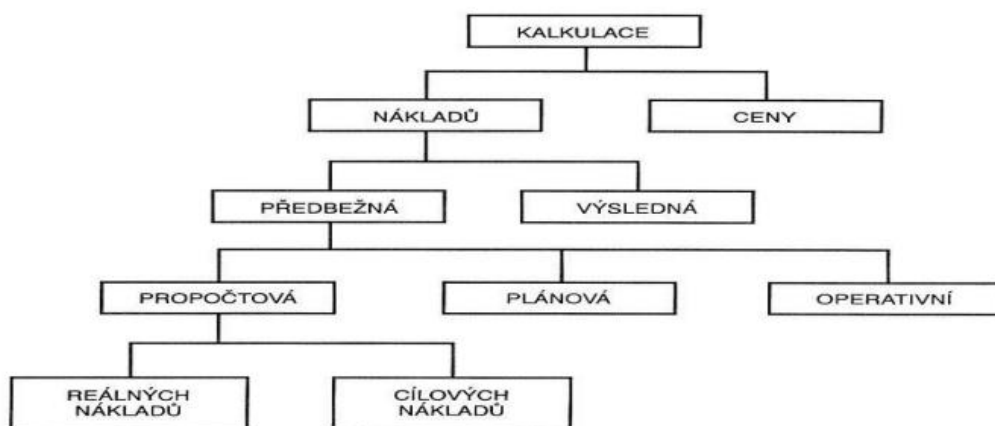 KALKULACE
NÁKLADŮ
CENY
PŘEDBEŽNÁ
VÝSLEDNÁ
PROPOČTOVÁ
PLÁNOVÁ
OPERATIVNÍ
REÁLNÝCH
NÁKLADŮ
CÍLOVÝCH
NÁKLADŮ